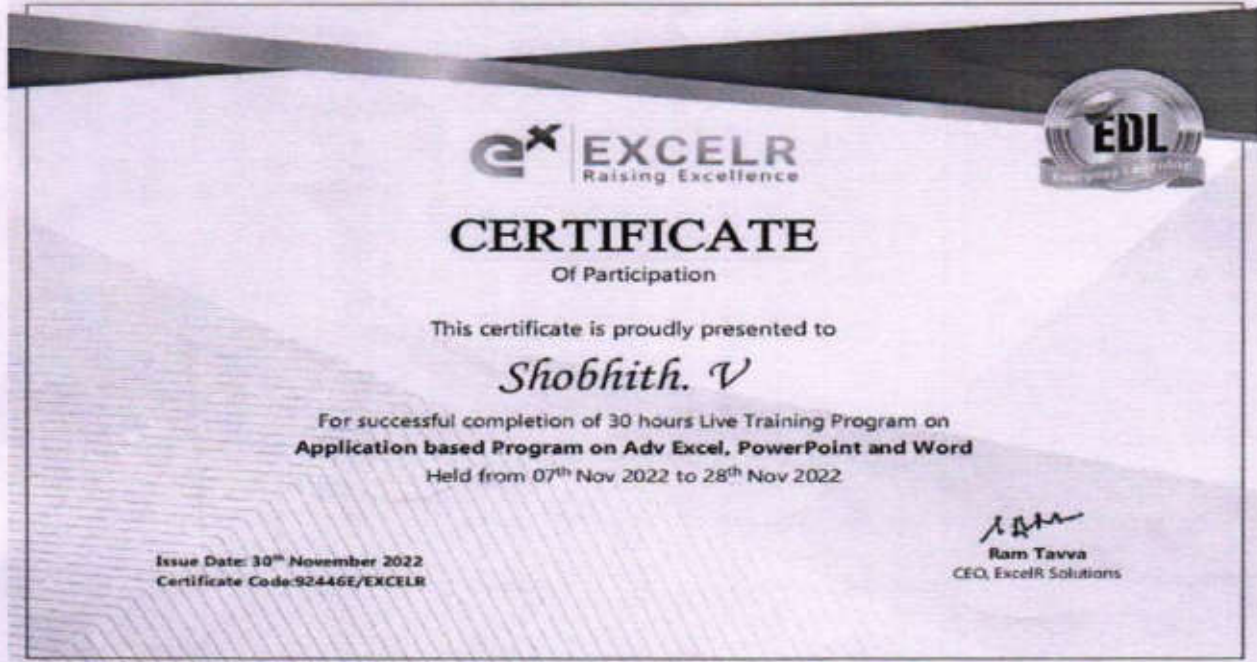 ex EXCELR
Raising Excellence
EDL
CERTIFICATE
Of Participation
This certificate is proudly presented to
Shobhith. V
For successful completion of 30 hours Live Training Program on
Application based Program on Adv Excel, PowerPoint and Word
Held from 07th Nov 2022 to 28th Nov 2022
Issue Date: 30th November 2022
Certificate Code:92446E/EXCELR
Ram Tavva
CEO, ExcelR Solutions